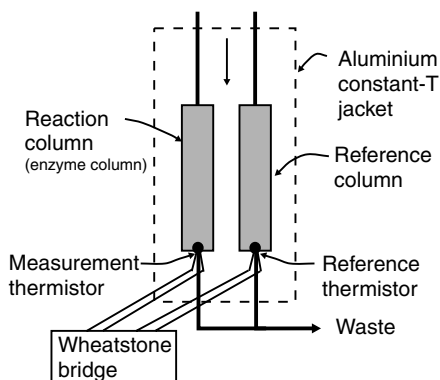 Aluminium
constant-T
jacket
Reaction
column
(enzyme column)
Reference
column
Measurement
thermistor
Reference
thermistor
Waste
Wheatstone
bridge